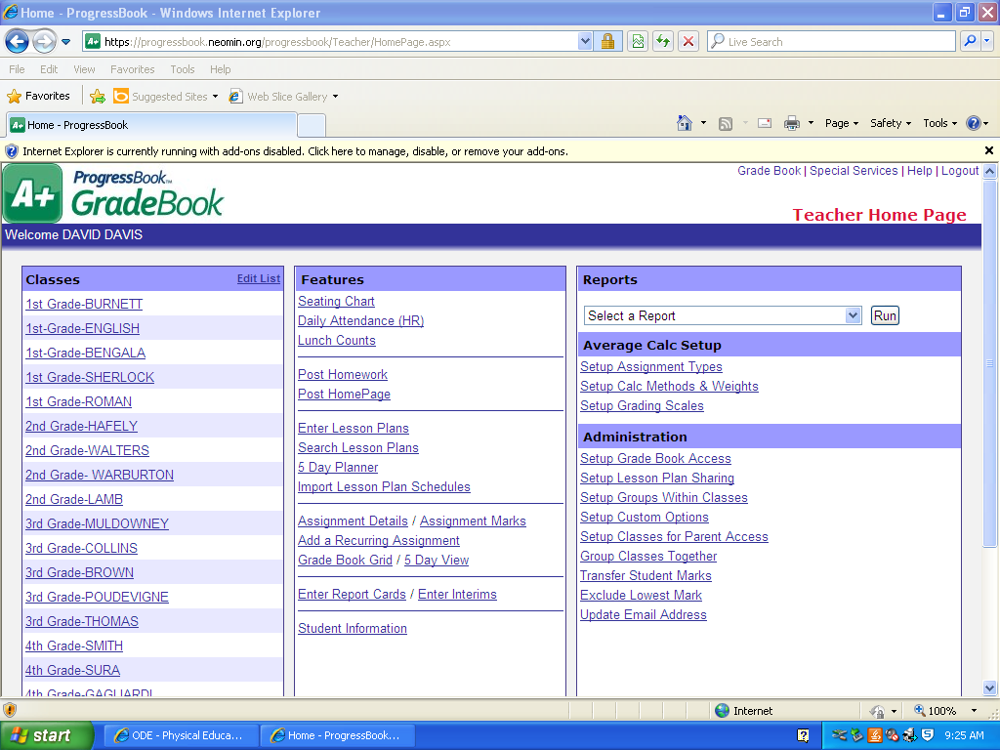 Home - ProgressBook - Windows Internet Explorer
https://progressbook.neomin.org/progressbook/Teacher/HomePage.aspx
Live Search
File Edit View Favorites Tools Help
Favorites Suggested Sites Web Slice Gallery
Home - ProgressBook
Page Safety Tools
Internet Explorer is currently running with add-ons disabled. Click here to manage, disable, or remove your add-ons.
Grade Book | Special Services | Help | Logout
A+ ProgressBook™
GradeBook
Teacher Home Page
Welcome DAVID DAVIS
Classes Edit List
1st Grade-BURNETT
1st-Grade-ENGLISH
1st-Grade-BENGALA
1st Grade-SHERLOCK
1st Grade-ROMAN
2nd Grade-HAFELY
2nd Grade-WALTERS
2nd Grade- WARBURTON
2nd Grade-LAMB
3rd Grade-MULDOWNEY
3rd Grade-COLLINS
3rd Grade-BROWN
3rd Grade-POUDEVIGNE
3rd Grade-THOMAS
4th Grade-SMITH
4th Grade-SURA
4th Grade-GAGLIARDI
Features
Seating Chart
Daily Attendance (HR)
Lunch Counts
Post Homework
Post HomePage
Enter Lesson Plans
Search Lesson Plans
5 Day Planner
Import Lesson Plan Schedules
Assignment Details / Assignment Marks
Add a Recurring Assignment
Grade Book Grid / 5 Day View
Enter Report Cards / Enter Interims
Student Information
Reports
Select a Report Run
Average Calc Setup
Setup Assignment Types
Setup Calc Methods & Weights
Setup Grading Scales
Administration
Setup Grade Book Access
Setup Lesson Plan Sharing
Setup Groups Within Classes
Setup Custom Options
Setup Classes for Parent Access
Group Classes Together
Transfer Student Marks
Exclude Lowest Mark
Update Email Address
Internet 100%
start ODE - Physical Educa... Home - ProgressBook... 9:25 AM